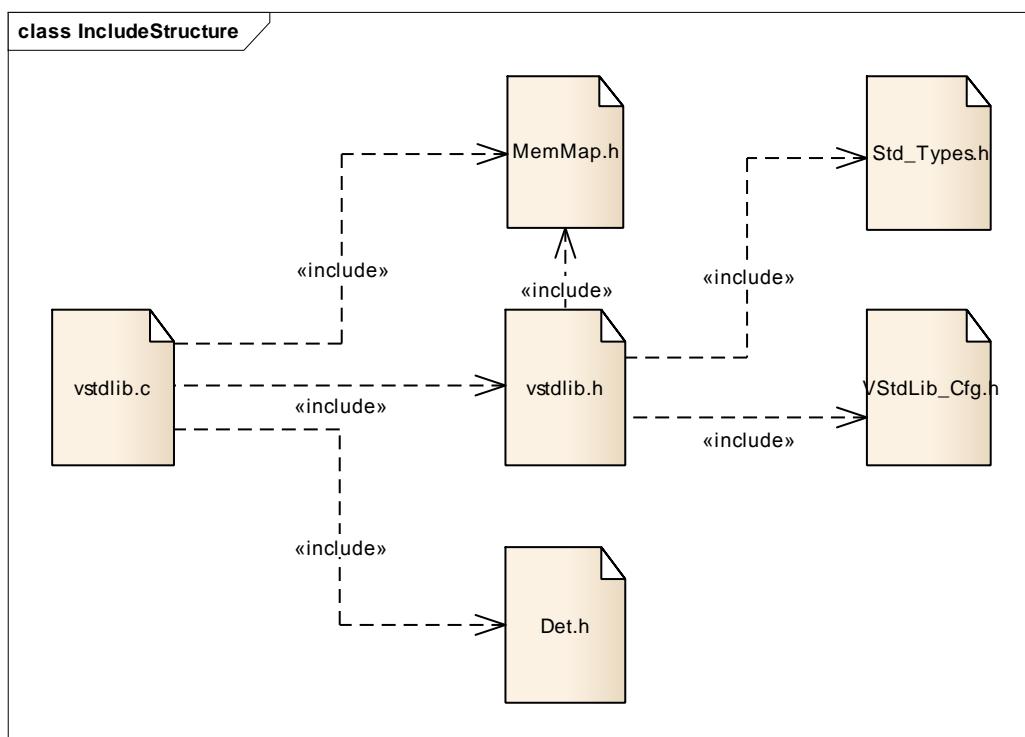 class IncludeStructure
MemMap.h
Std_Types.h
«include»
«include»
«include»
vstdlib.c
vstdlib.h
VStdLib_Cfg.h
«include»
«include»
«include»
Det.h